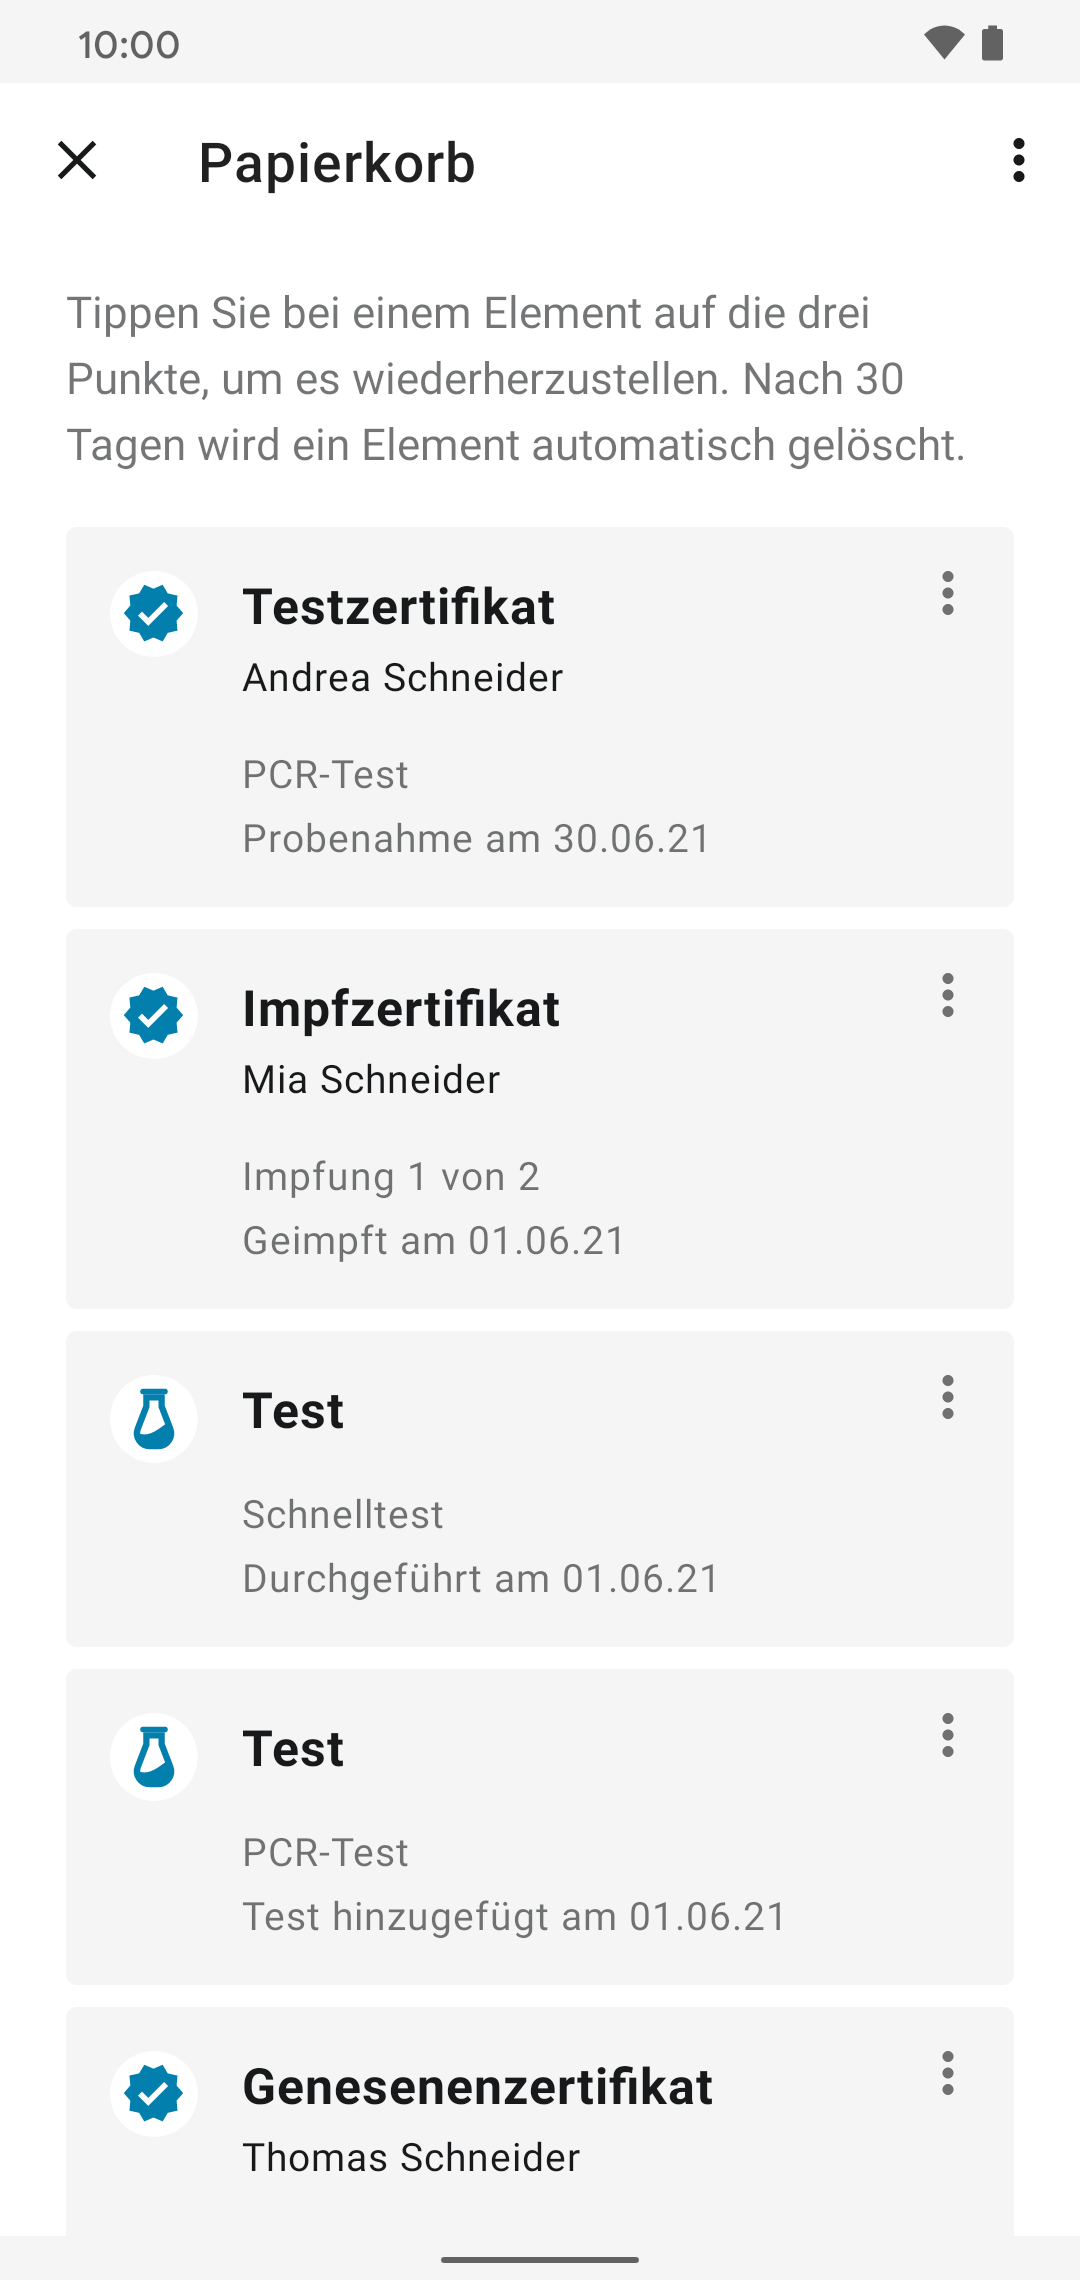 10:00
Papierkorb
Tippen Sie bei einem Element auf die drei
Punkte, um es wiederherzustellen. Nach 30
Tagen wird ein Element automatisch gelöscht.
Testzertifikat
Andrea Schneider
PCR-Test
Probenahme am 30.06.21
Impfzertifikat
Mia Schneider
Impfung 1 von 2
Geimpft am 01.06.21
Test
Schnelltest
Durchgeführt am 01.06.21
Test
PCR-Test
Test hinzugefügt am 01.06.21
Genesenenzertifikat
Thomas Schneider